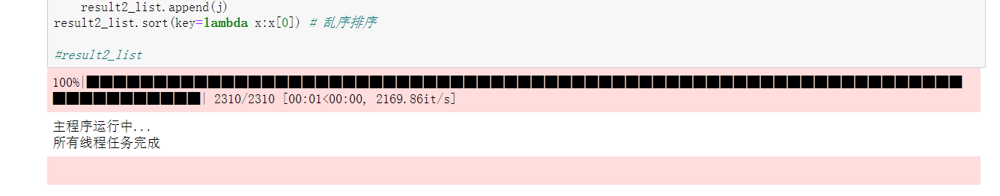 result2_list.append(j)
result2_list.sort(key=lambda x:x[0]) # 乱序排序
#result2_list
100%|██████████████████████████████████████████████████████████████████
███████████| 2310/2310 [00:01<00:00, 2169.86it/s]
主程序运行中...
所有线程任务完成